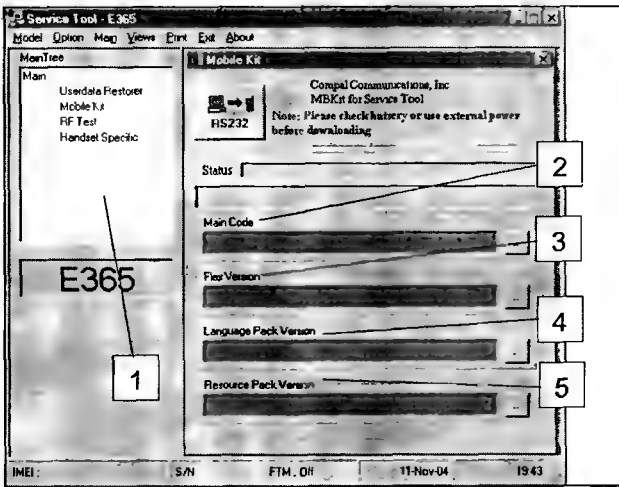 Service Tool - E365
Model Option Main Views Print Exit About
MainTree
Main
Userdata Restorer
Mobile Kit
RF Test
Handset Specific
E365
1
Mobile Kit
RS232
Compal Communications, Inc
MBKit for Service Tool
Note: Please check battery or use external power
before downloading
Status
2
Main Code
...
3
Flex Version
...
4
Language Pack Version
...
5
Resource Pack Version
...
IMEI : S/N FTM : Off 11-Nov-04 19:43